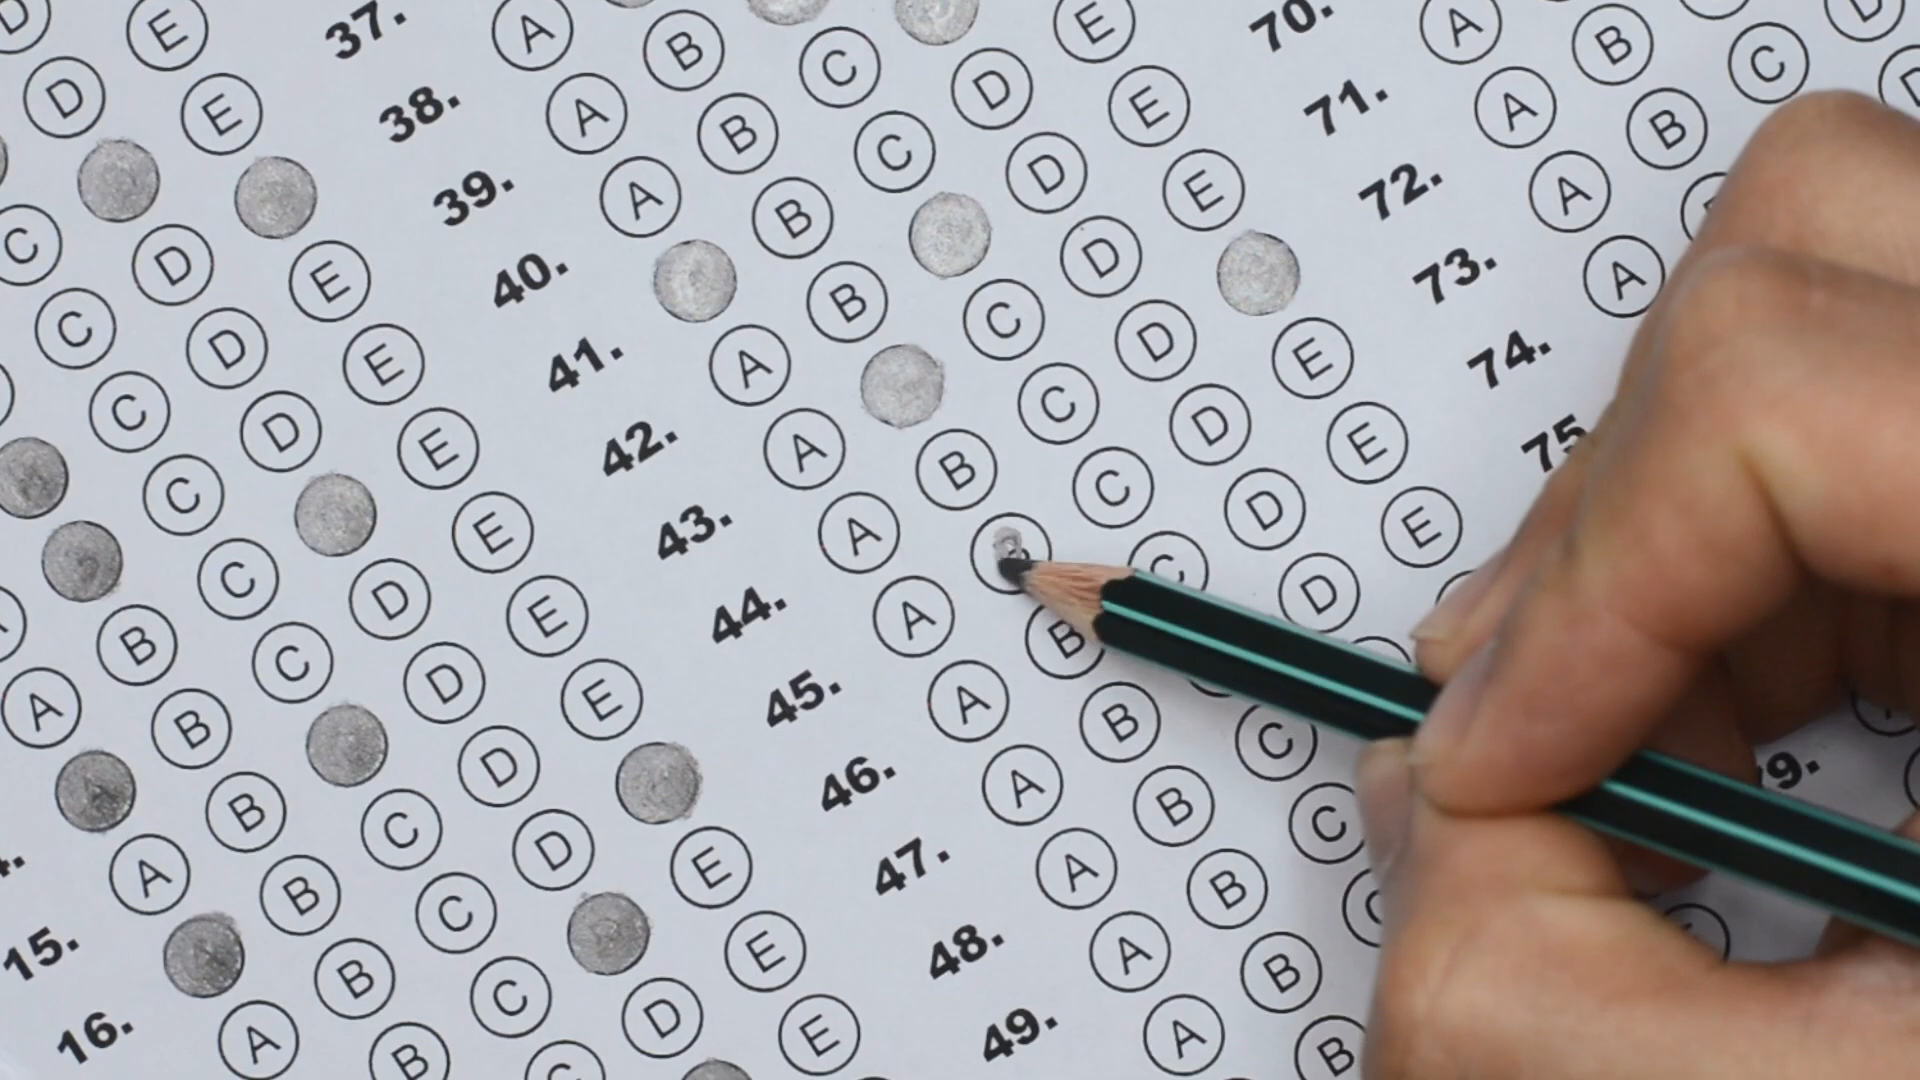 D E
C E 37.
C D 38. A
C D E 39. A B
C D E 40. A B C
A B C E 41. B C D E
A B C D E 42. A B D E 70.
15. A B D E 43. A C D E 71. A
16. B C D E 44. A B C D 72. A B
A B C D 45. A C D E 73. A B C D
B C E 46. A B C D E 74. A
C D E 47. A B D E 75
E 48. A B C
49. A B C
A B C
B